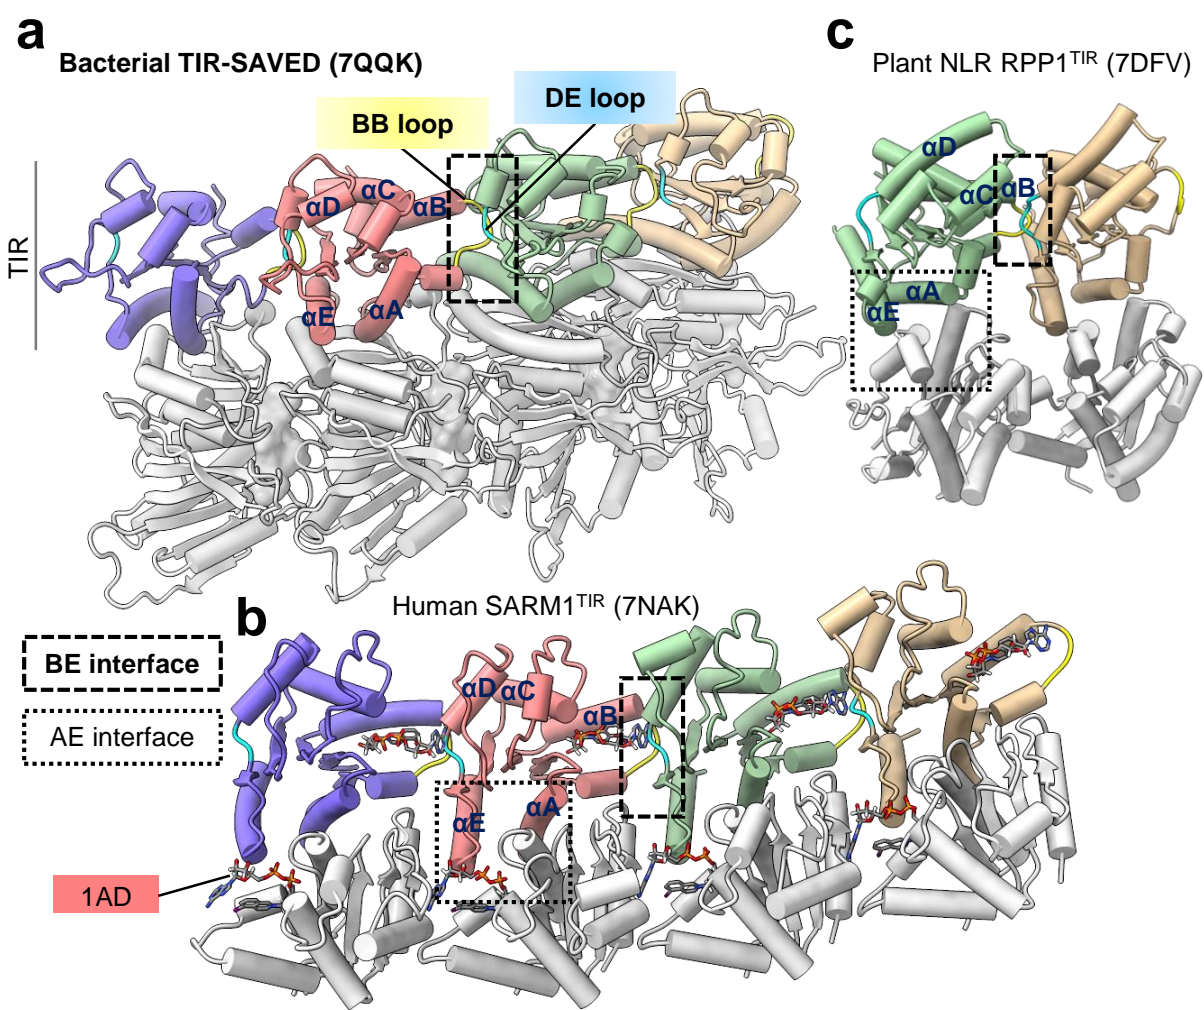 a
Bacterial TIR-SAVED (7QQK)
BB loop
DE loop
TIR
αD
αC
αB
αE
αA
c
Plant NLR RPP1TIR (7DFV)
αD
αC
αB
αA
αE
b
Human SARM1TIR (7NAK)
BE interface
AE interface
αD
αC
αB
αE
αA
1AD